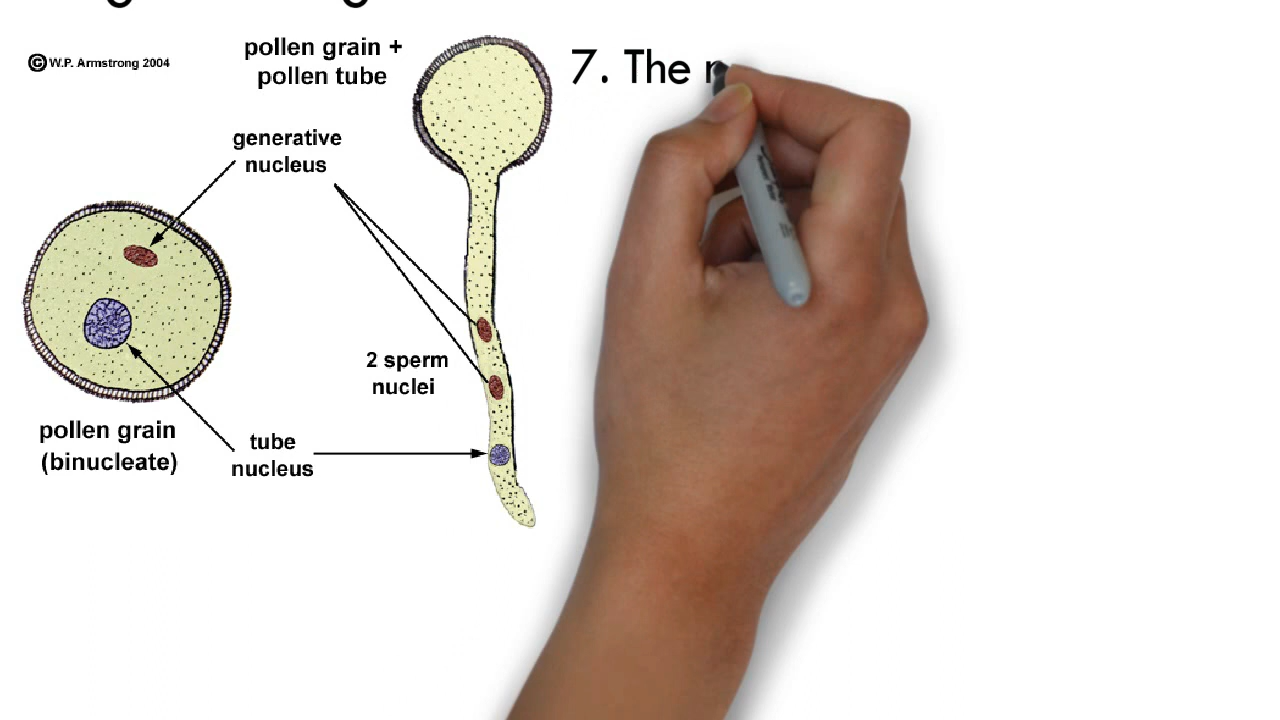 © W.P. Armstrong 2004
pollen grain +
pollen tube
generative
nucleus
2 sperm
nuclei
pollen grain
(binucleate)
tube
nucleus
7. The